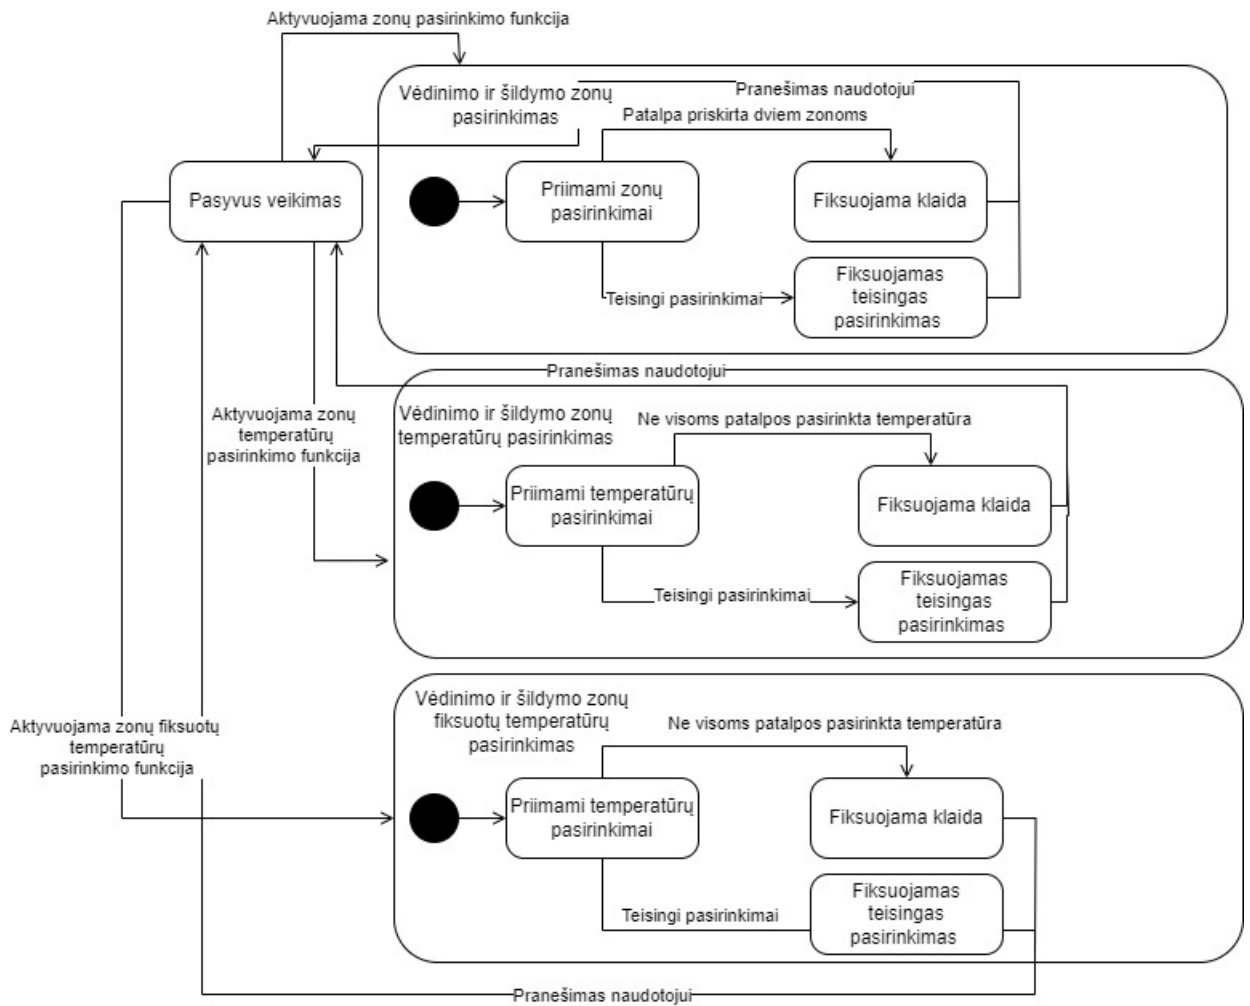 Aktyvuojama zonų pasirinkimo funkcija
Vėdinimo ir šildymo zonų
pasirinkimas
Pranešimas naudotojui
Patalpa priskirta dviem zonoms
Pasyvus veikimas
Priimami zonų
pasirinkimai
Fiksuojama klaida
Teisingi pasirinkimai
Fiksuojamas
teisingas
pasirinkimas
Pranešimas naudotojui
Aktyvuojama zonų
temperatūrų
pasirinkimo funkcija
Vėdinimo ir šildymo zonų
temperatūrų pasirinkimas
Ne visoms patalpos pasirinkta temperatūra
Priimami temperatūrų
pasirinkimai
Fiksuojama klaida
Teisingi pasirinkimai
Fiksuojamas
teisingas
pasirinkimas
Aktyvuojama zonų fiksuotų
temperatūrų
pasirinkimo funkcija
Vėdinimo ir šildymo zonų
fiksuotų temperatūrų
pasirinkimas
Ne visoms patalpos pasirinkta temperatūra
Priimami temperatūrų
pasirinkimai
Fiksuojama klaida
Teisingi pasirinkimai
Fiksuojamas
teisingas
pasirinkimas
Pranešimas naudotojui